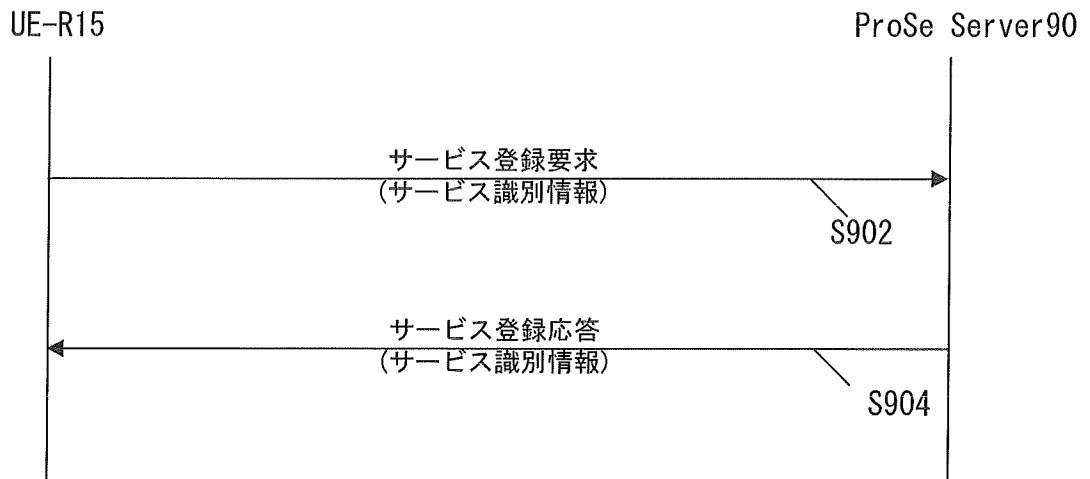 UE-R15
ProSe Server90
サービス登録要求
(サービス識別情報)
S902
サービス登録応答
(サービス識別情報)
S904